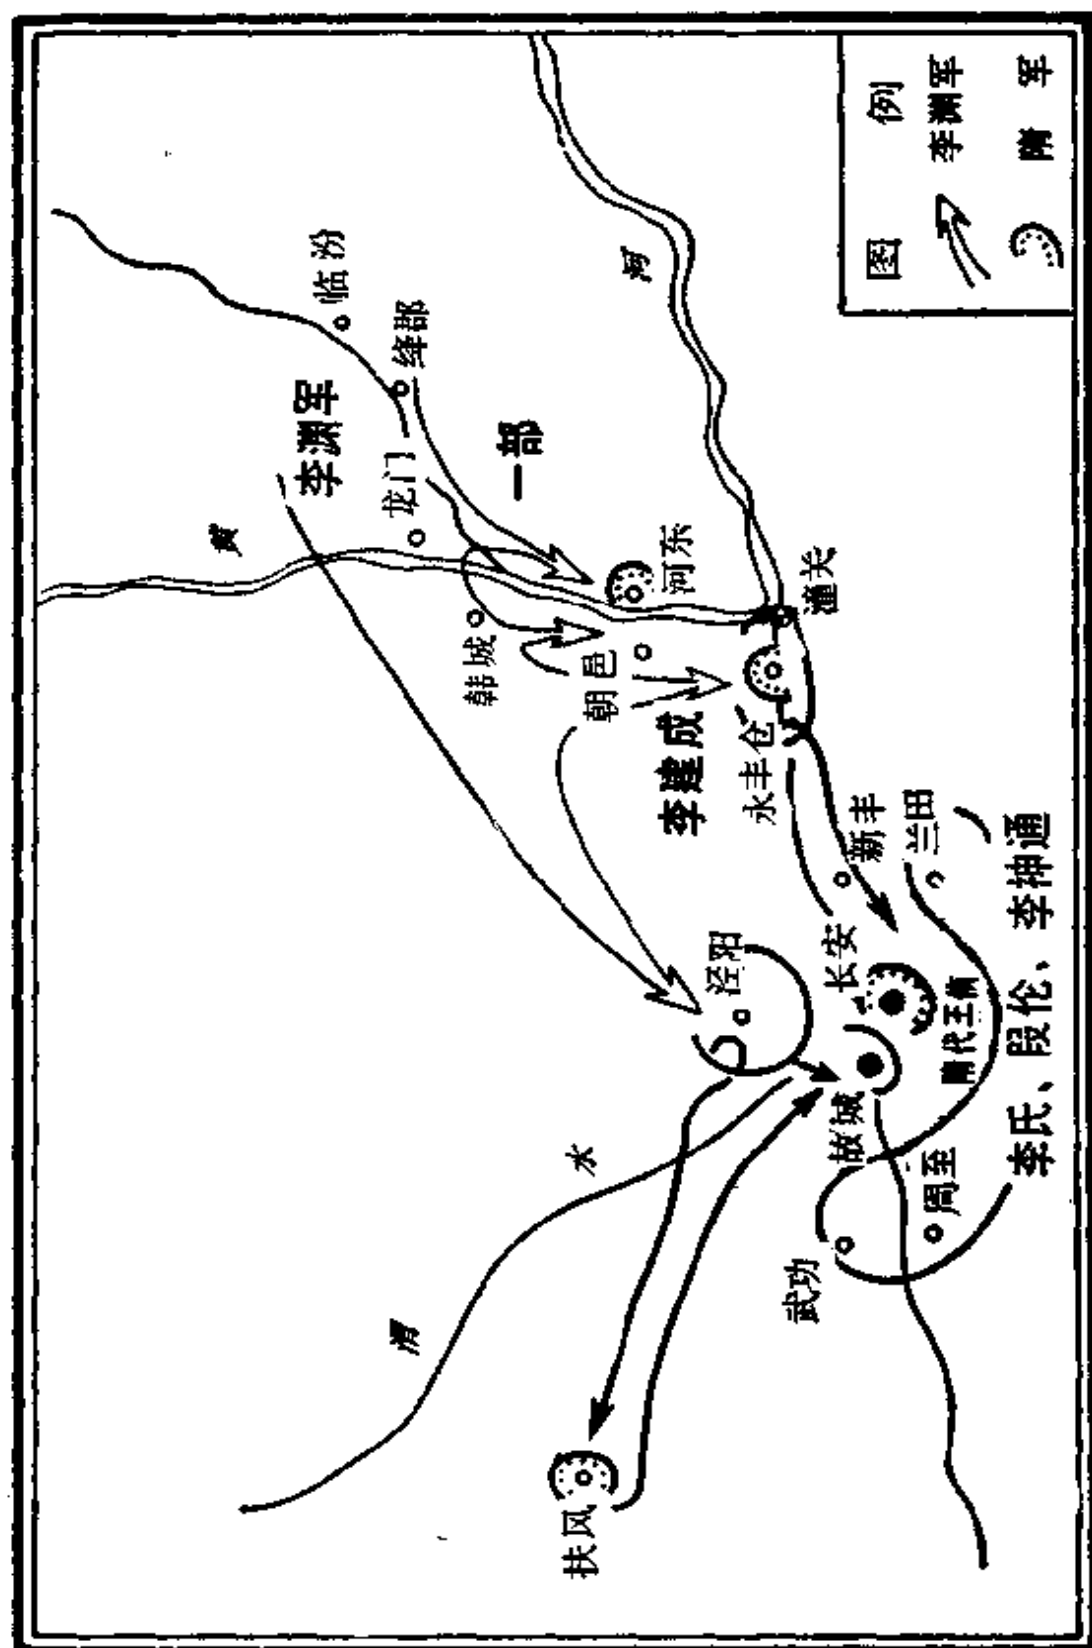 图 例
李渊军
隋 军
临汾
绛郡
李渊军
一部
龙门
黄
河
河东
韩城
朝邑
潼关
李建成
永丰仓
新丰
兰田
泾阳
长安
隋代王侑
故城
李氏、段伦、李神通
水
渭
周至
武功
扶风